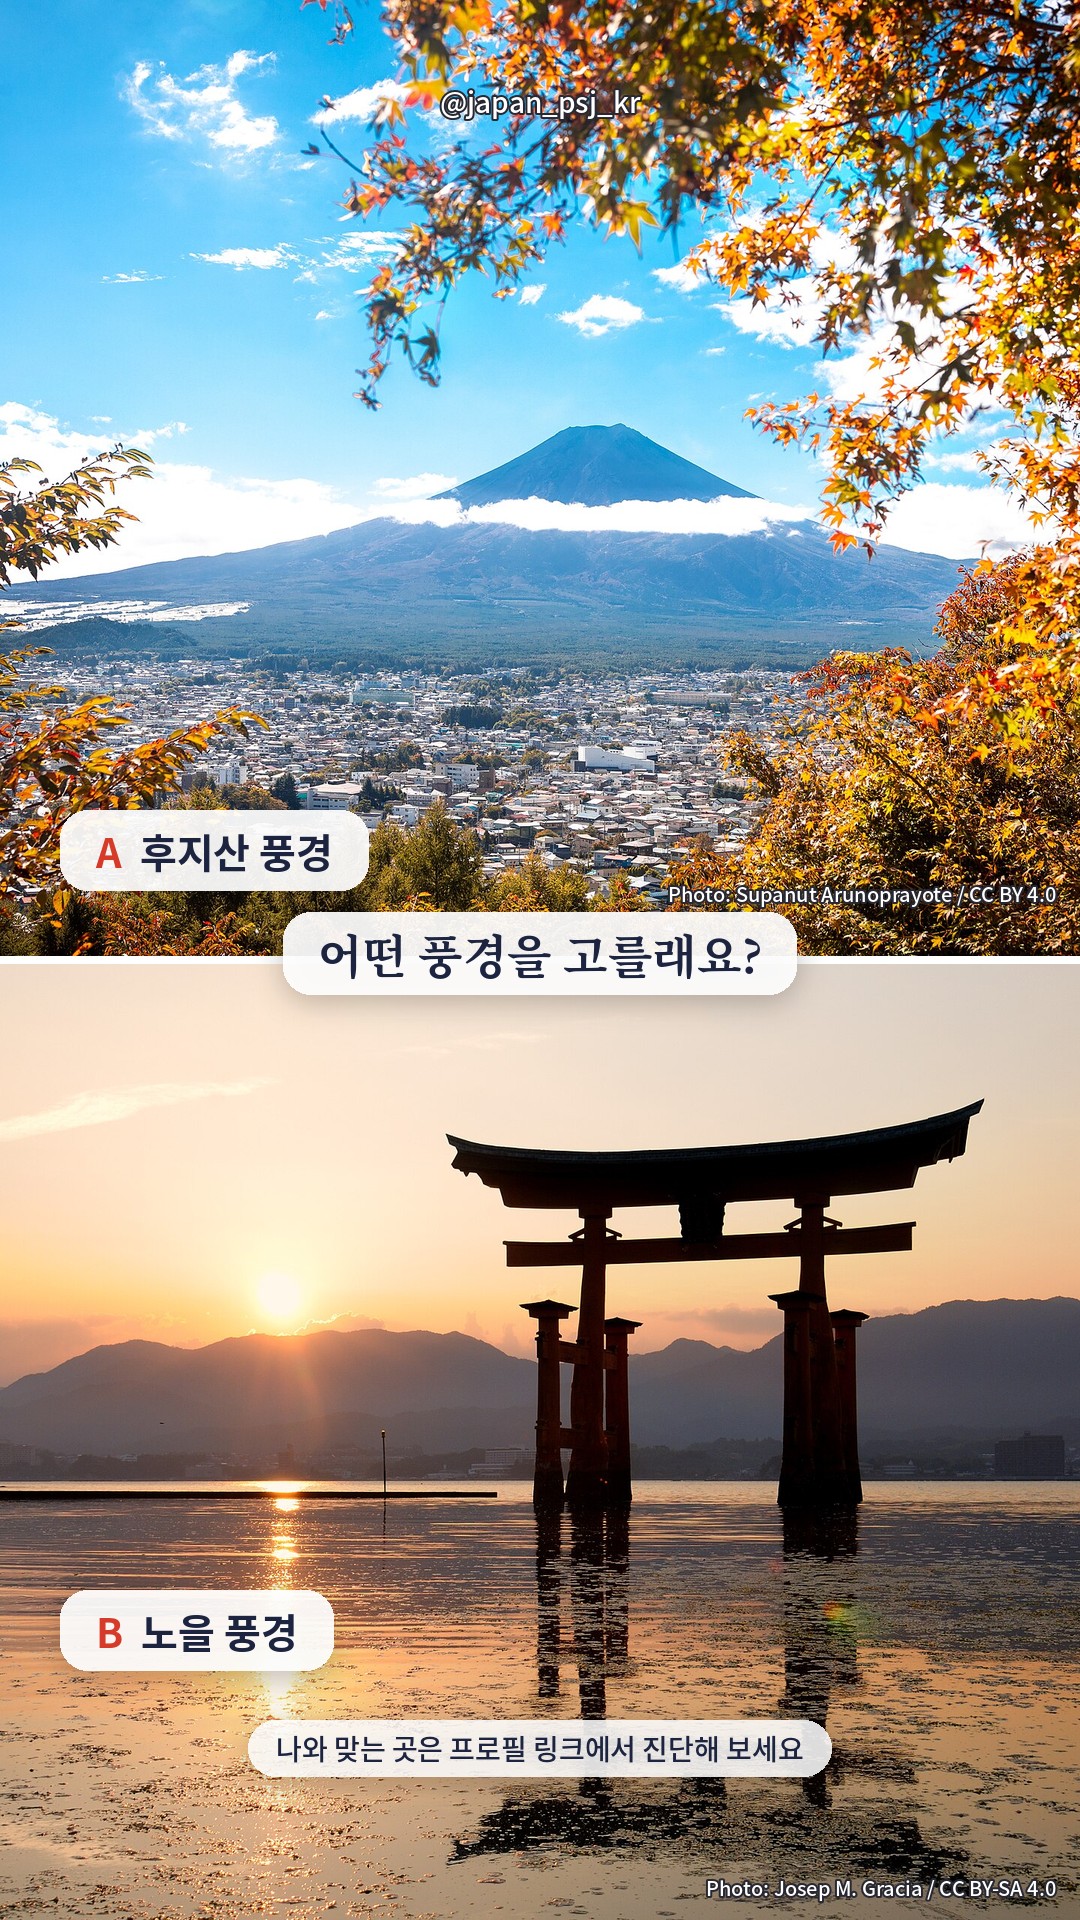 @japan_psj_kr
A 후지산 풍경
Photo: Supanut Arunoprayote / CC BY 4.0
어떤 풍경을 고를래요?
B 노을 풍경
나와 맞는 곳은 프로필 링크에서 진단해 보세요
Photo: Josep M. Gracia / CC BY-SA 4.0